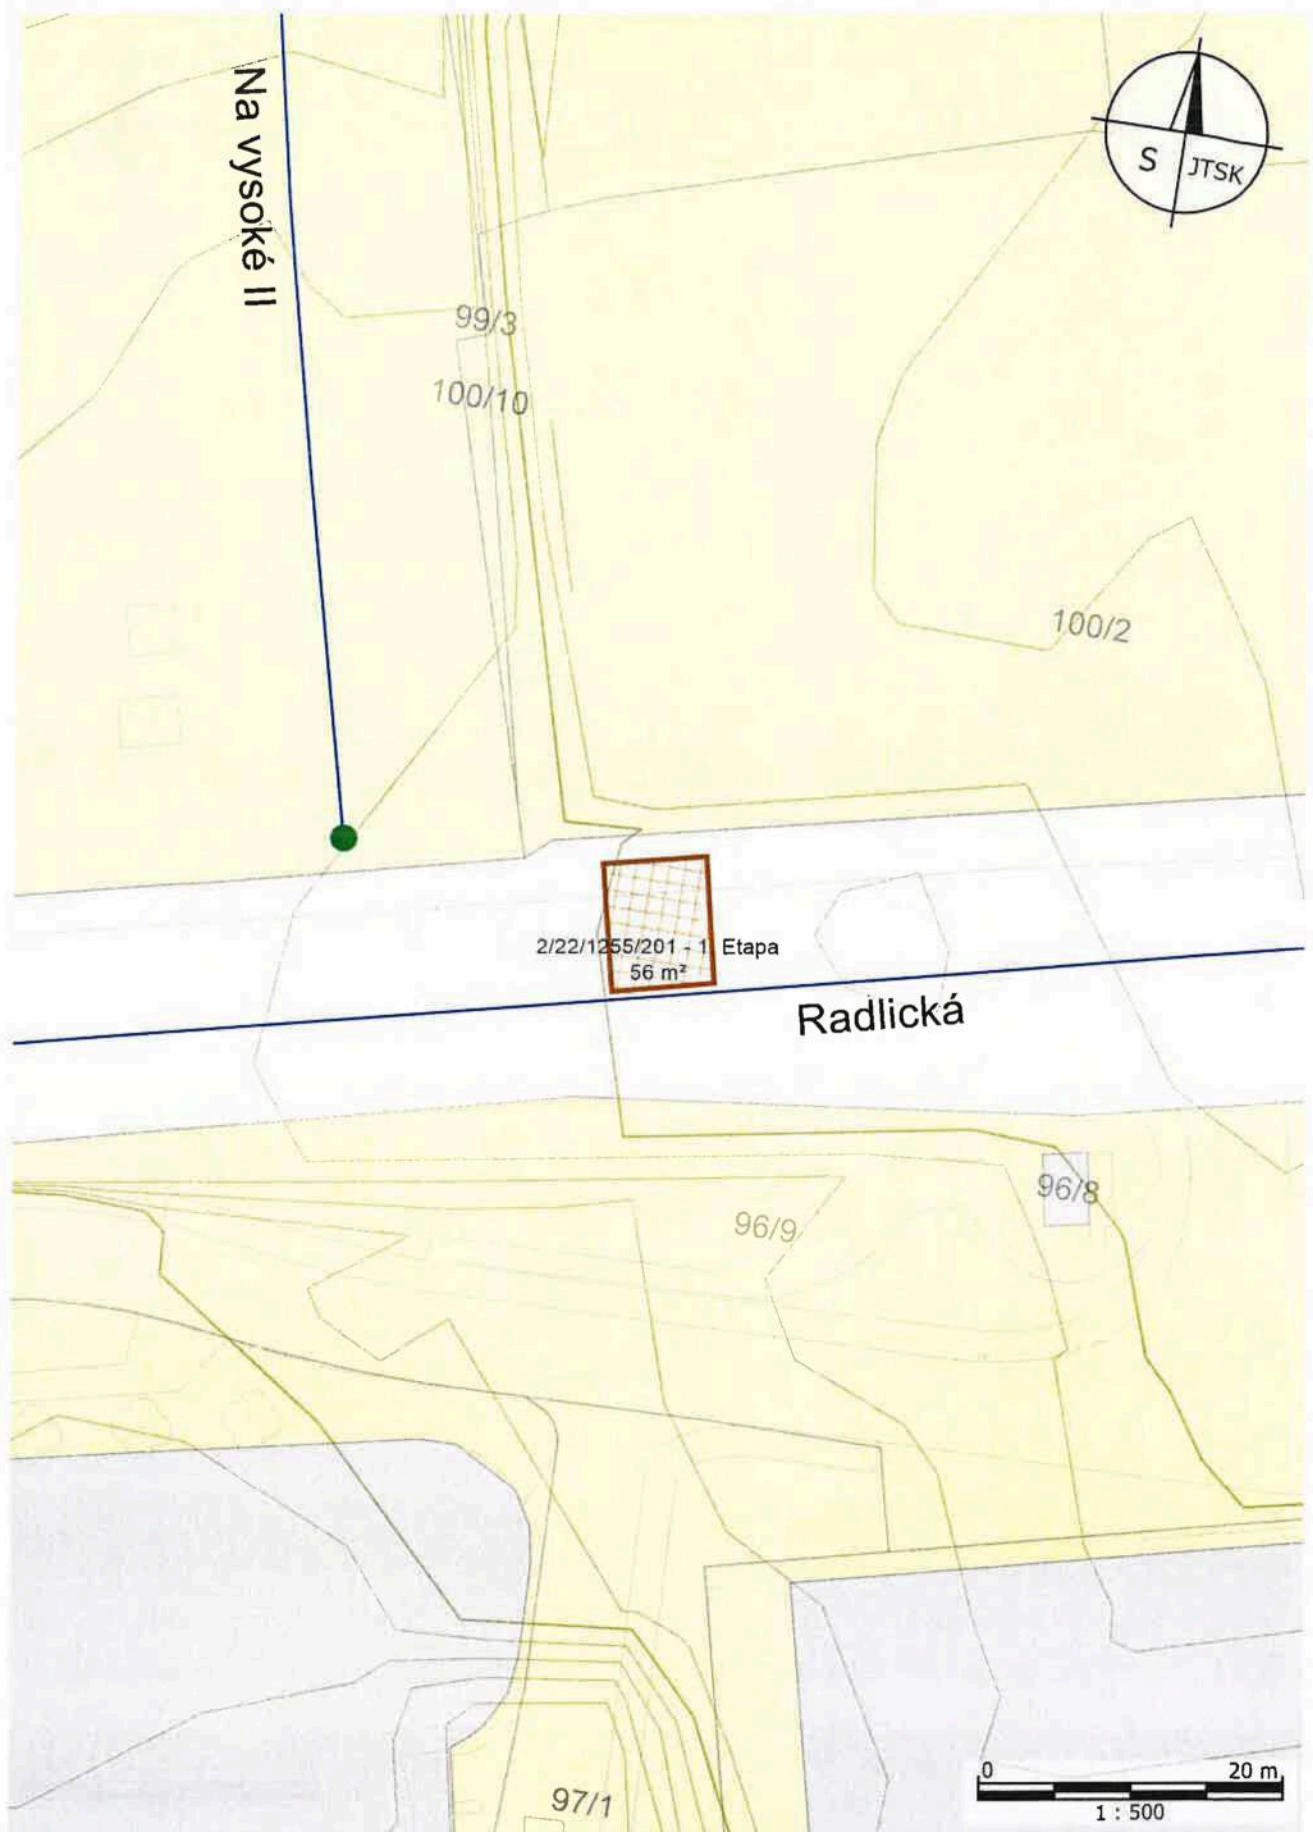 Na vysoké II
S JTSK
99/3
100/10
100/2
2/22/1255/201 - 1. Etapa
56 m²
Radlická
96/8
96/9
97/1
0 20 m
1 : 500